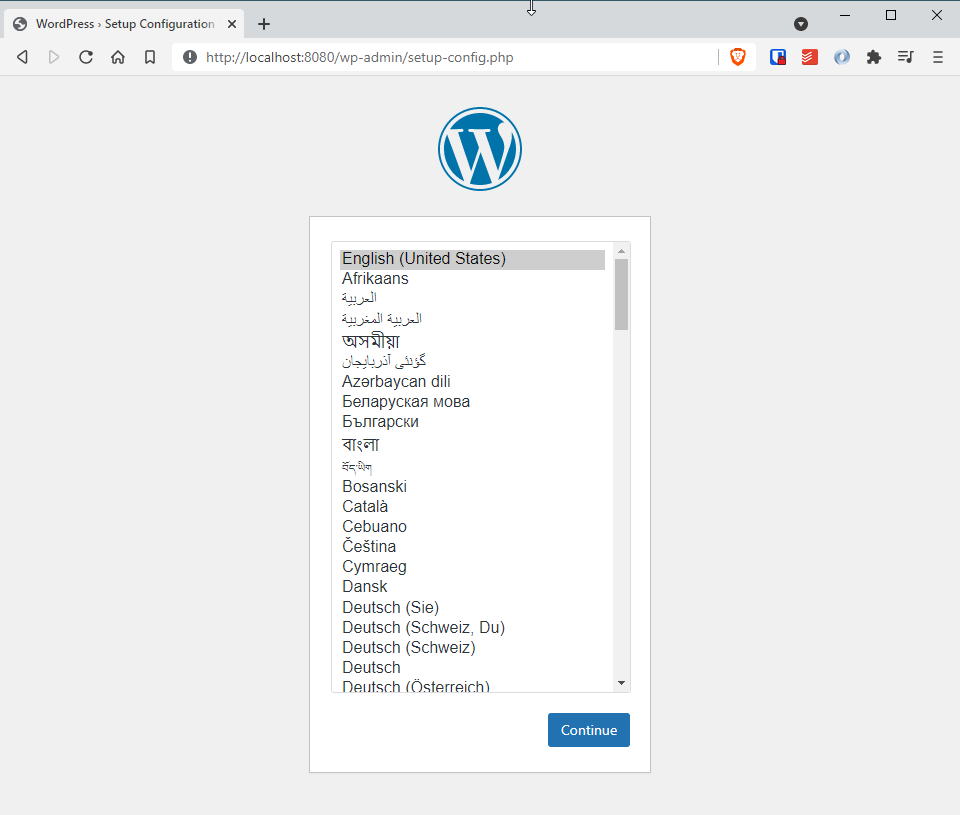 WordPress › Setup Configuration
http://localhost:8080/wp-admin/setup-config.php
English (United States)
Afrikaans
العربية
العربية المغربية
অসমীয়া
گؤنئی آذربایجان
Azərbaycan dili
Беларуская мова
Български
বাংলা
བོད་ཡིག
Bosanski
Català
Cebuano
Čeština
Cymraeg
Dansk
Deutsch (Sie)
Deutsch (Schweiz, Du)
Deutsch (Schweiz)
Deutsch
Deutsch (Österreich)
Continue